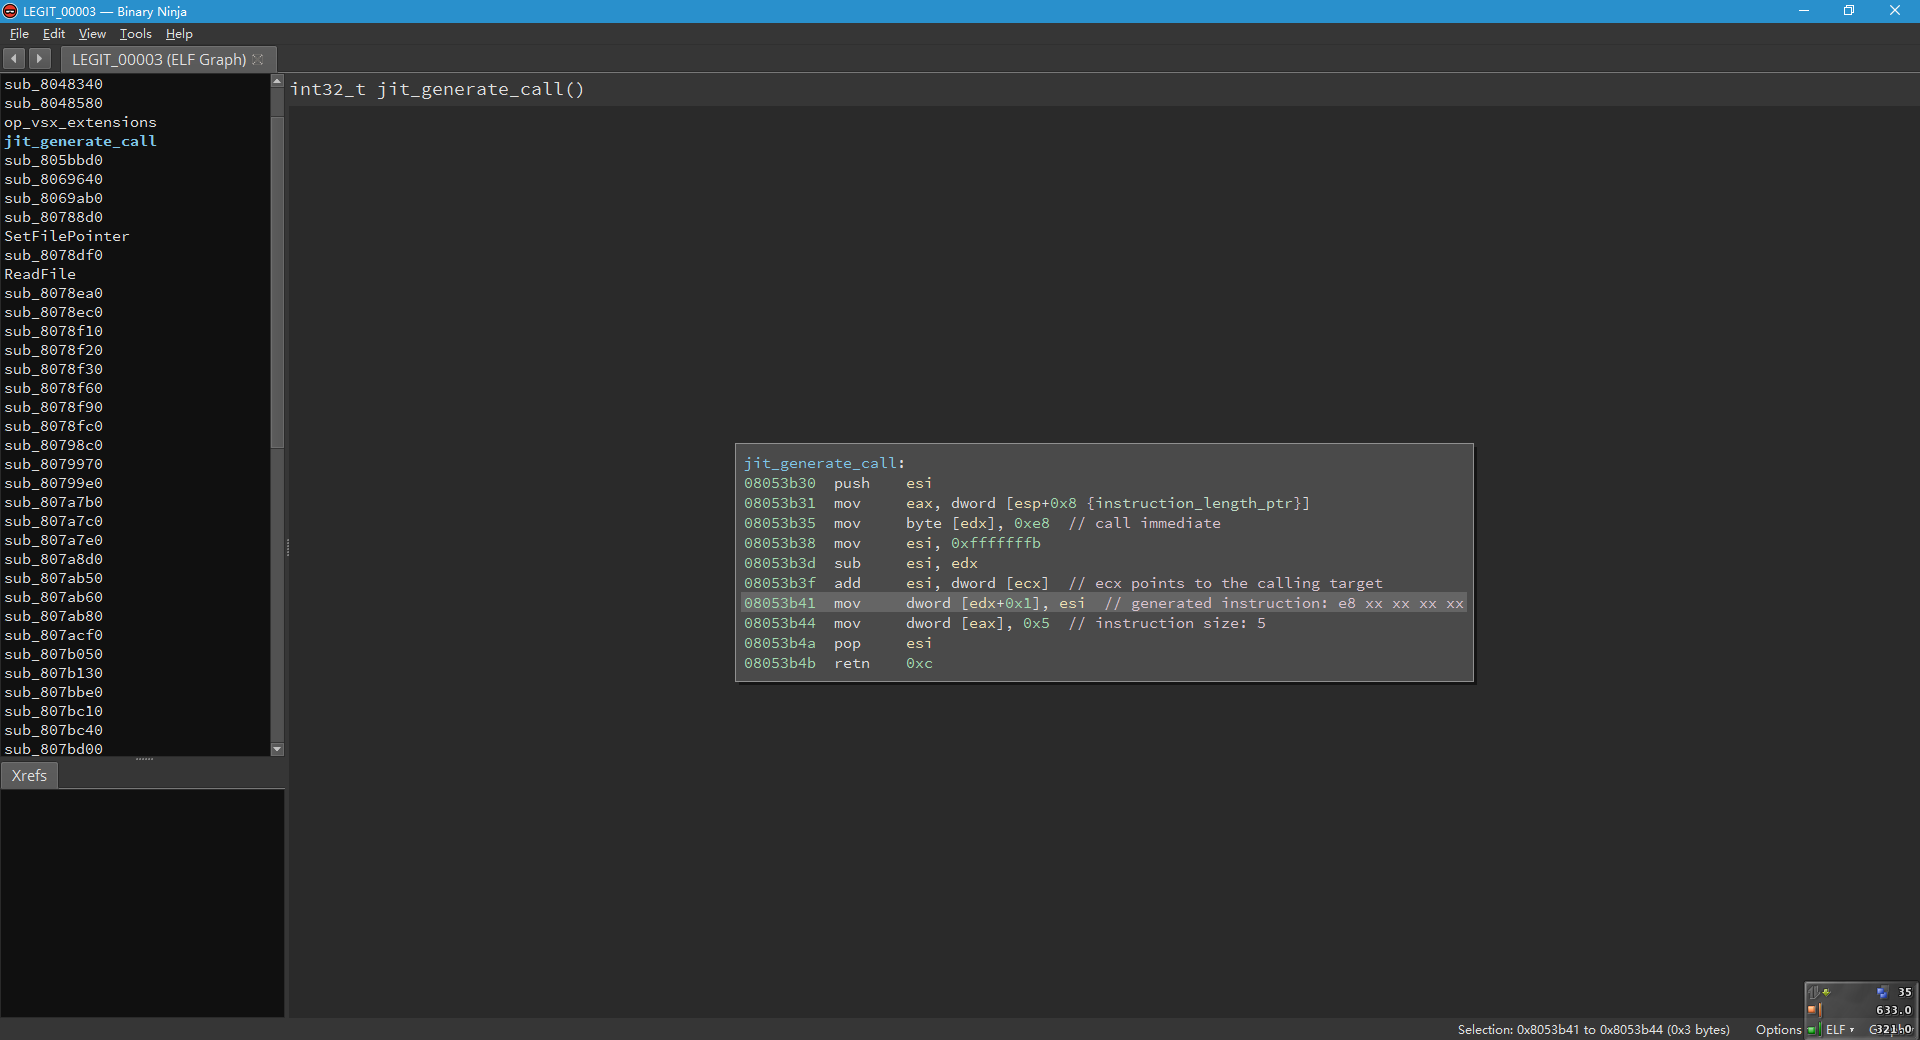 LEGIT_00003 — Binary Ninja
File Edit View Tools Help
LEGIT_00003 (ELF Graph)
sub_8048340
sub_8048580
op_vsx_extensions
jit_generate_call
sub_805bbd0
sub_8069640
sub_8069ab0
sub_80788d0
SetFilePointer
sub_8078df0
ReadFile
sub_8078ea0
sub_8078ec0
sub_8078f10
sub_8078f20
sub_8078f30
sub_8078f60
sub_8078f90
sub_8078fc0
sub_80798c0
sub_8079970
sub_80799e0
sub_807a7b0
sub_807a7c0
sub_807a7e0
sub_807a8d0
sub_807ab50
sub_807ab60
sub_807ab80
sub_807acf0
sub_807b050
sub_807b130
sub_807bbe0
sub_807bc10
sub_807bc40
sub_807bd00
Xrefs
int32_t jit_generate_call()
jit_generate_call:
08053b30 push esi
08053b31 mov eax, dword [esp+0x8 {instruction_length_ptr}]
08053b35 mov byte [edx], 0xe8 // call immediate
08053b38 mov esi, 0xfffffffb
08053b3d sub esi, edx
08053b3f add esi, dword [ecx] // ecx points to the calling target
08053b41 mov dword [edx+0x1], esi // generated instruction: e8 xx xx xx xx
08053b44 mov dword [eax], 0x5 // instruction size: 5
08053b4a pop esi
08053b4b retn 0xc
35
633.0
Selection: 0x8053b41 to 0x8053b44 (0x3 bytes) Options ELF